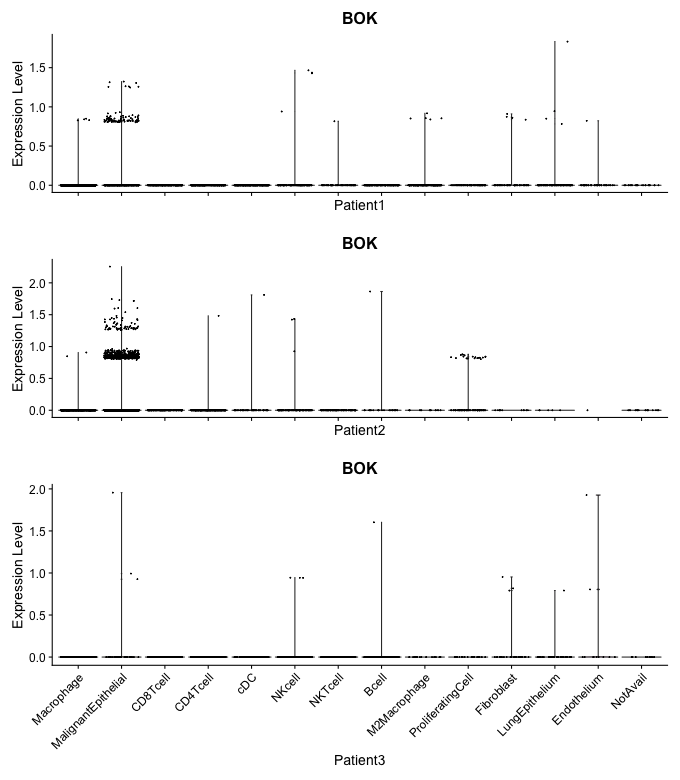 BOK
Expression Level
1.5
1.0
0.5
0.0
Patient1
BOK
Expression Level
2.0
1.5
1.0
0.5
0.0
Patient2
BOK
Expression Level
2.0
1.5
1.0
0.5
0.0
Macrophage
MalignantEpithelial
CD8Tcell
CD4Tcell
cDC
NKcell
NKTcell
Bcell
M2Macrophage
ProliferatingCell
Fibroblast
LungEpithelium
Endothelium
NotAvail
Patient3